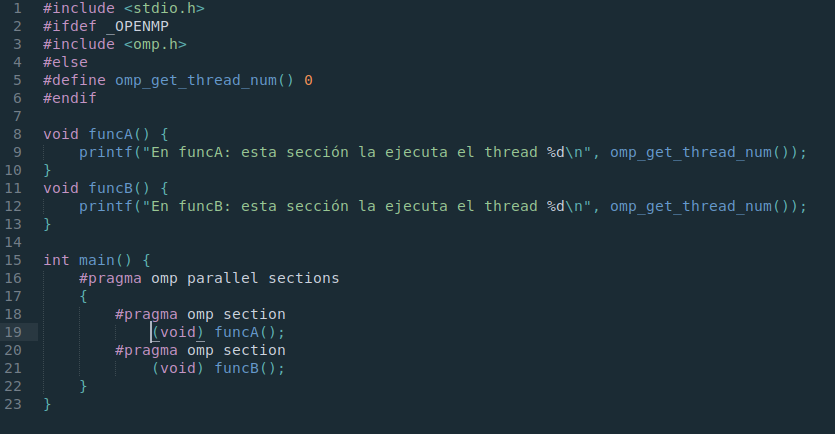 1 #include <stdio.h>
2 #ifdef _OPENMP
3 #include <omp.h>
4 #else
5 #define omp_get_thread_num() 0
6 #endif
7
8 void funcA() {
9     printf("En funcA: esta sección la ejecuta el thread %d\n", omp_get_thread_num());
10 }
11 void funcB() {
12     printf("En funcB: esta sección la ejecuta el thread %d\n", omp_get_thread_num());
13 }
14
15 int main() {
16     #pragma omp parallel sections
17     {
18         #pragma omp section
19             (void) funcA();
20         #pragma omp section
21             (void) funcB();
22     }
23 }